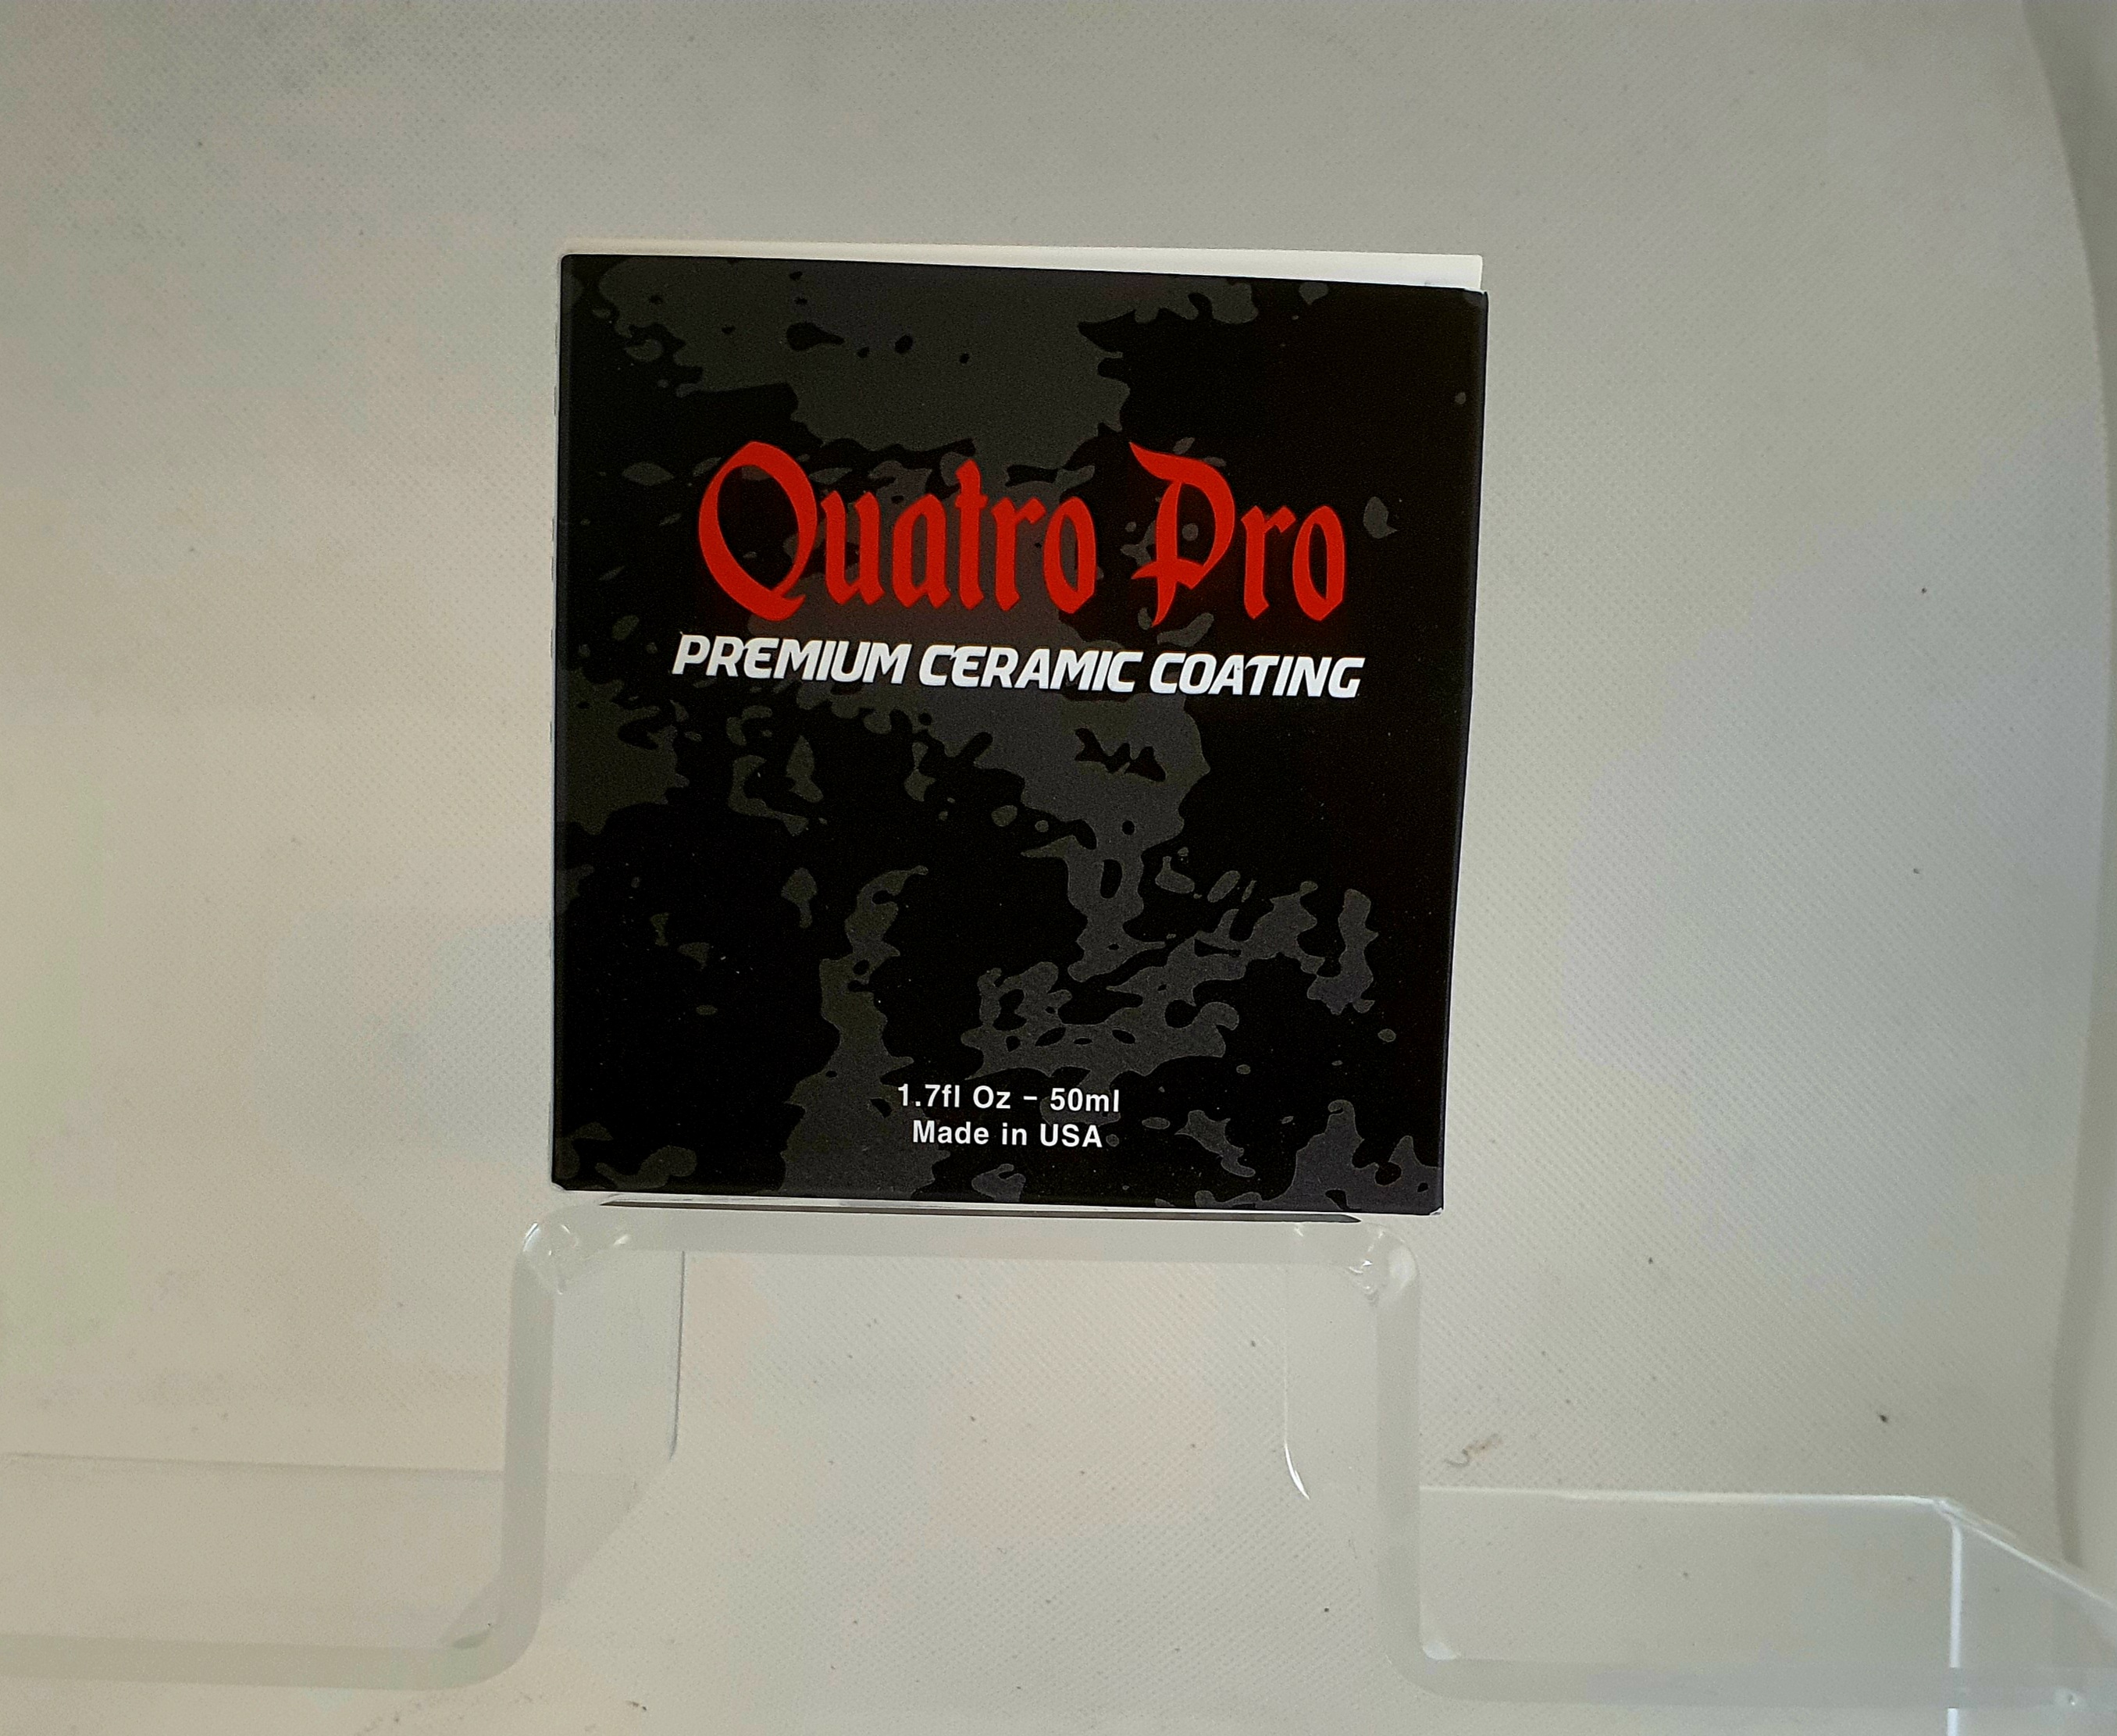 Quatro Pro
PREMIUM CERAMIC COATING
1.7fl Oz - 50ml
Made in USA